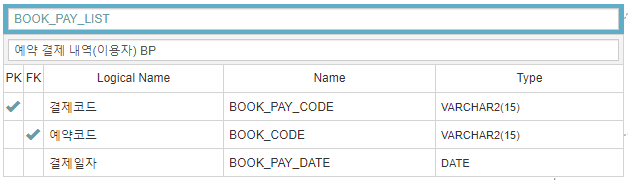 BOOK_PAY_LIST
예약 결제 내역(이용자) BP
PK FK Logical Name Name Type
결제코드 BOOK_PAY_CODE VARCHAR2(15)
예약코드 BOOK_CODE VARCHAR2(15)
결제일자 BOOK_PAY_DATE DATE